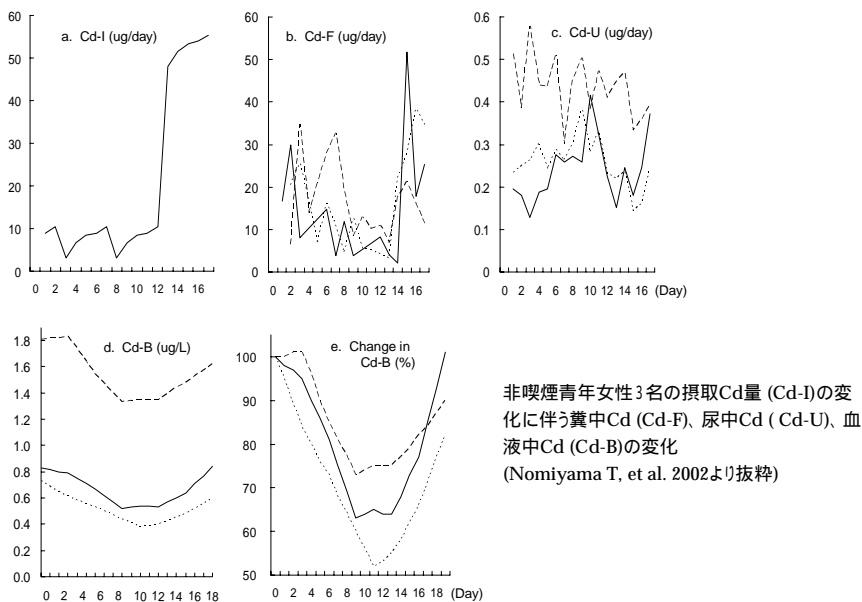 a. Cd-I (ug/day)
60
50
40
30
20
10
0
0 2 4 6 8 10 12 14 16
b. Cd-F (ug/day)
60
50
40
30
20
10
0
0 2 4 6 8 10 12 14 16
c. Cd-U (ug/day)
0.6
0.5
0.4
0.3
0.2
0.1
0
0 2 4 6 8 10 12 14 16 (Day)
d. Cd-B (ug/L)
1.8
1.6
1.4
1.2
1.0
0.8
0.6
0.4
0.2
0.0
0 2 4 6 8 10 12 14 16 18
e. Change in
Cd-B (%)
100
90
80
70
60
50
0 2 4 6 8 10 12 14 16 18 (Day)
非喫煙青年女性3名の摂取Cd量 (Cd-I)の変
化に伴う糞中Cd (Cd-F)、尿中Cd ( Cd-U)、血
液中Cd (Cd-B)の変化
(Nomiyama T, et al. 2002より抜粋)